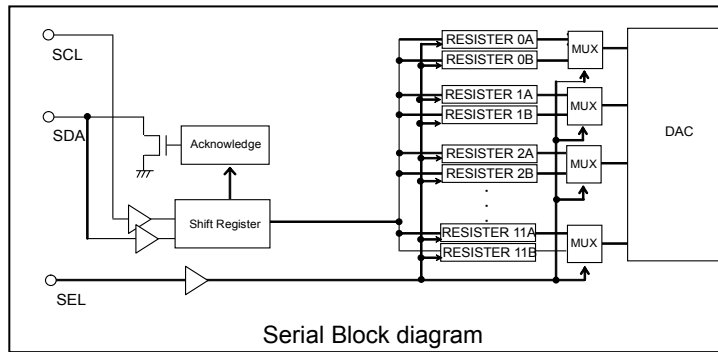 SCL
SDA
SEL
Acknowledge
Shift Register
RESISTER 0A
RESISTER 0B
RESISTER 1A
RESISTER 1B
RESISTER 2A
RESISTER 2B
RESISTER 11A
RESISTER 11B
MUX
MUX
MUX
MUX
DAC
Serial Block diagram